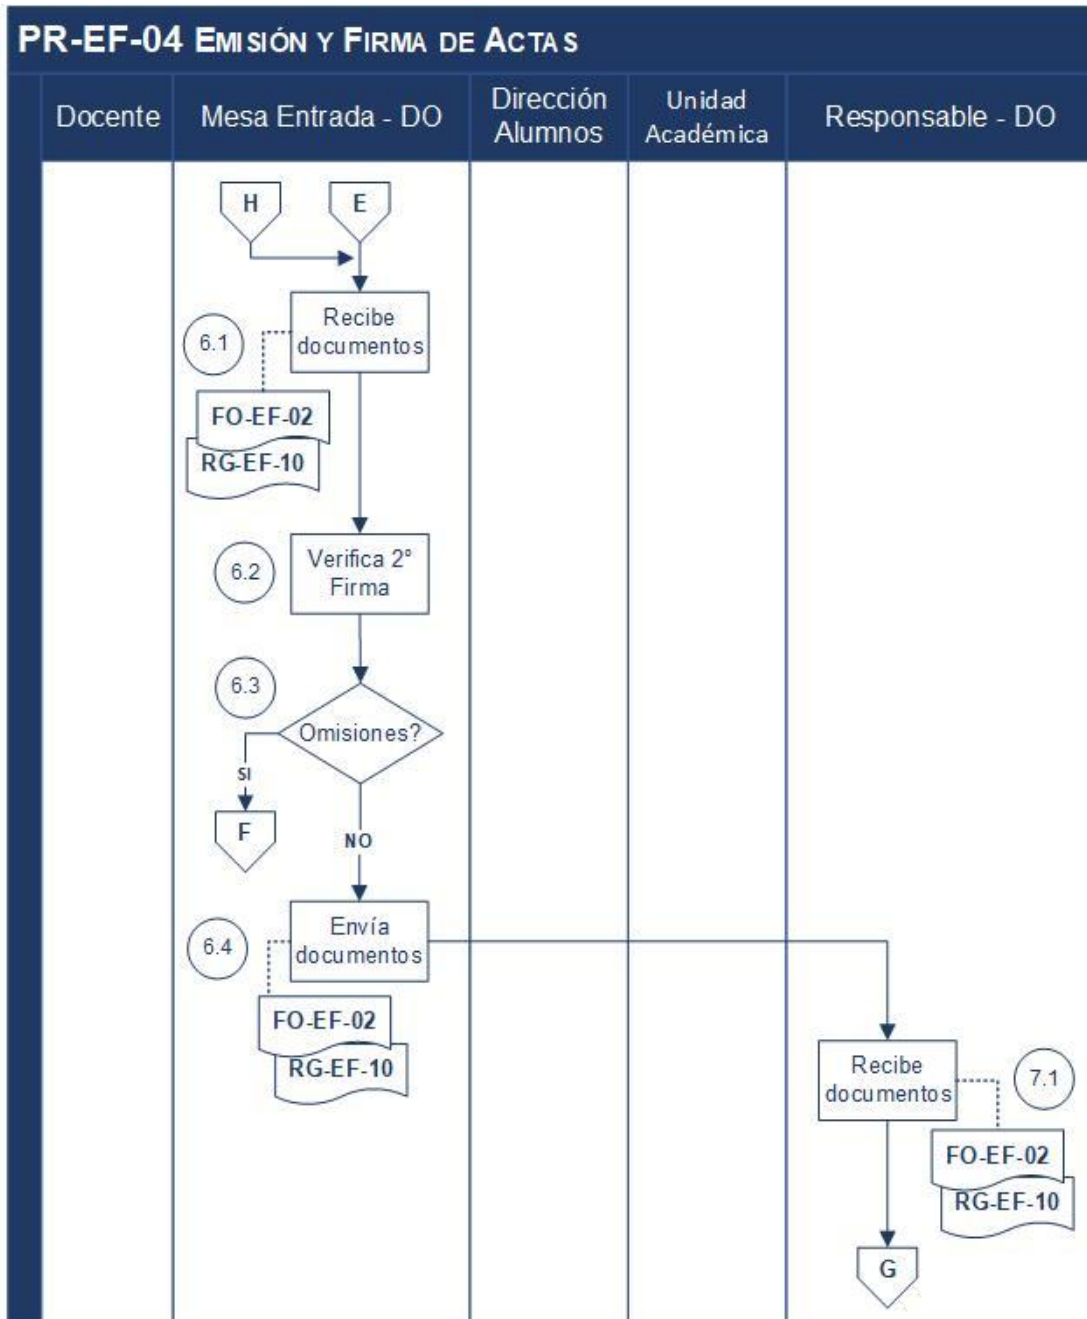 PR-EF-04 EMISIÓN Y FIRMA DE ACTAS
Docente
Mesa Entrada - DO
Dirección
Alumnos
Unidad
Académica
Responsable - DO
H
E
Recibe
documentos
6.1
FO-EF-02
RG-EF-10
Verifica 2°
Firma
6.2
6.3
Omisiones?
SI
F
NO
Envía
documentos
6.4
FO-EF-02
RG-EF-10
Recibe
documentos
7.1
FO-EF-02
RG-EF-10
G